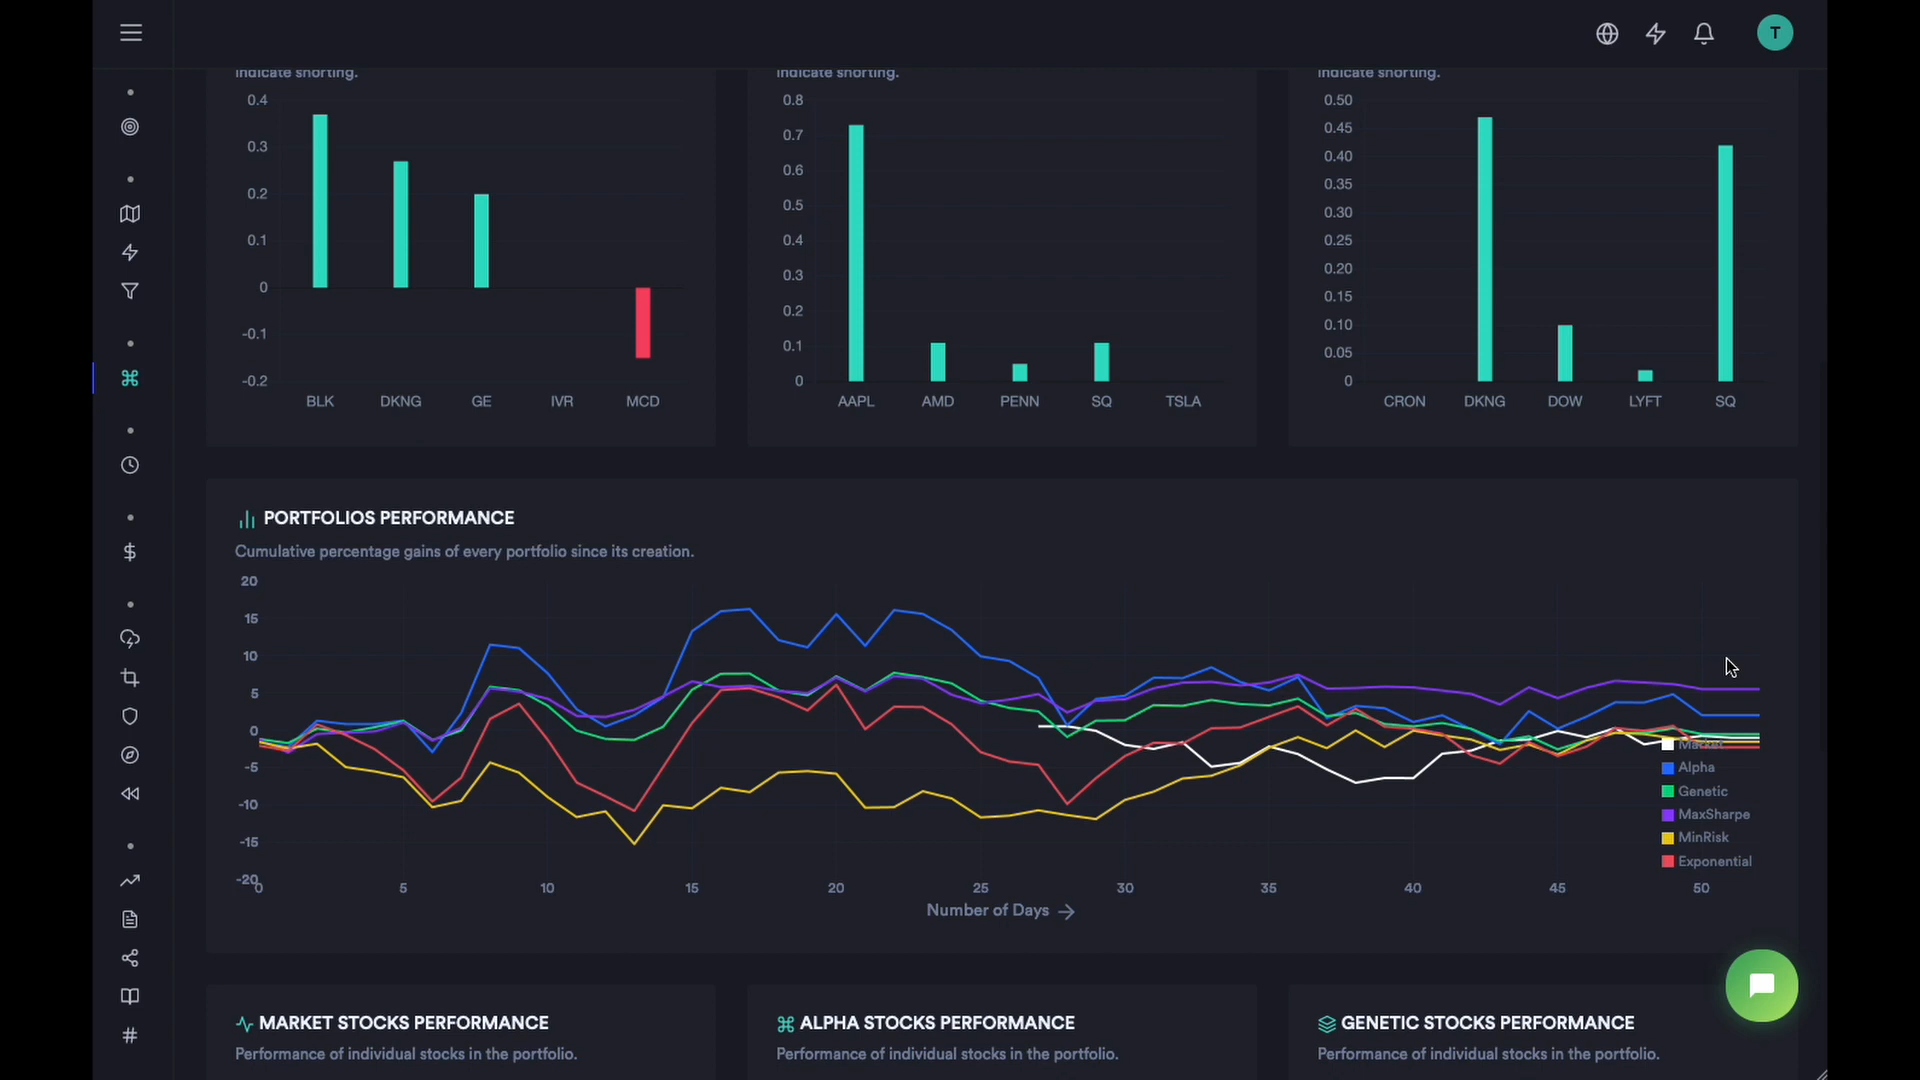 T
indicate shorting.
indicate shorting.
indicate shorting.
0.4
0.3
0.2
0.1
0
-0.1
-0.2
BLK DKNG GE IVR MCD
0.8
0.7
0.6
0.5
0.4
0.3
0.2
0.1
0
AAPL AMD PENN SQ TSLA
0.50
0.45
0.40
0.35
0.30
0.25
0.20
0.15
0.10
0.05
0
CRON DKNG DOW LYFT SQ
PORTFOLIOS PERFORMANCE
Cumulative percentage gains of every portfolio since its creation.
20
15
10
5
0
-5
-10
-15
-20
0 5 10 15 20 25 30 35 40 45 50
Number of Days
Market
Alpha
Genetic
MaxSharpe
MinRisk
Exponential
MARKET STOCKS PERFORMANCE
Performance of individual stocks in the portfolio.
ALPHA STOCKS PERFORMANCE
Performance of individual stocks in the portfolio.
GENETIC STOCKS PERFORMANCE
Performance of individual stocks in the portfolio.